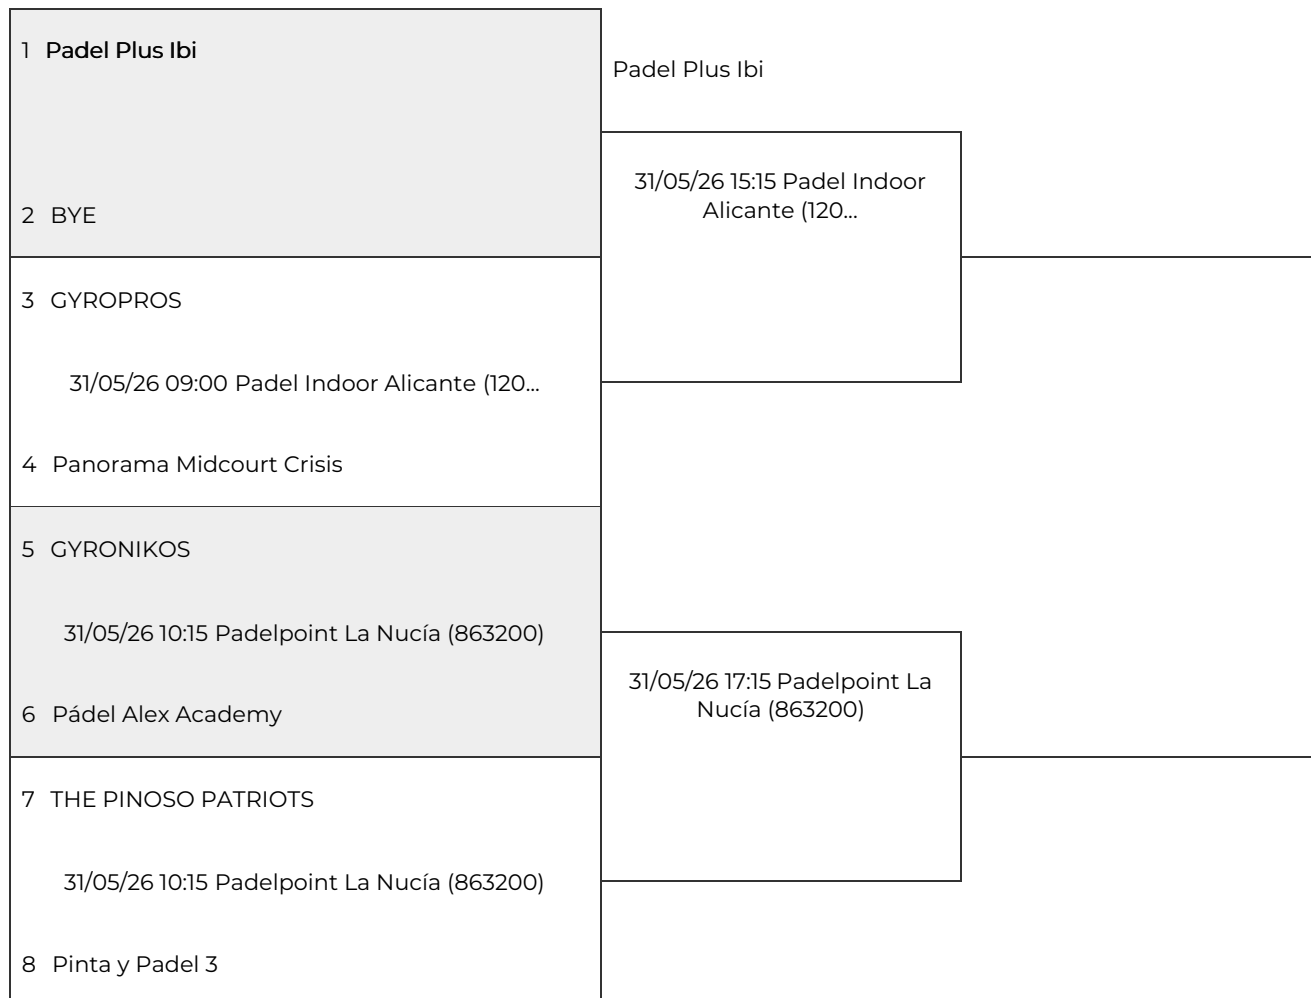 1 Padel Plus Ibi
Padel Plus Ibi
31/05/26 15:15 Padel Indoor
Alicante (120...
2 BYE
3 GYROPROS
31/05/26 09:00 Padel Indoor Alicante (120...
4 Panorama Midcourt Crisis
5 GYRONIKOS
31/05/26 10:15 Padelpoint La Nucía (863200)
31/05/26 17:15 Padelpoint La
Nucía (863200)
6 Pádel Alex Academy
7 THE PINOSO PATRIOTS
31/05/26 10:15 Padelpoint La Nucía (863200)
8 Pinta y Padel 3